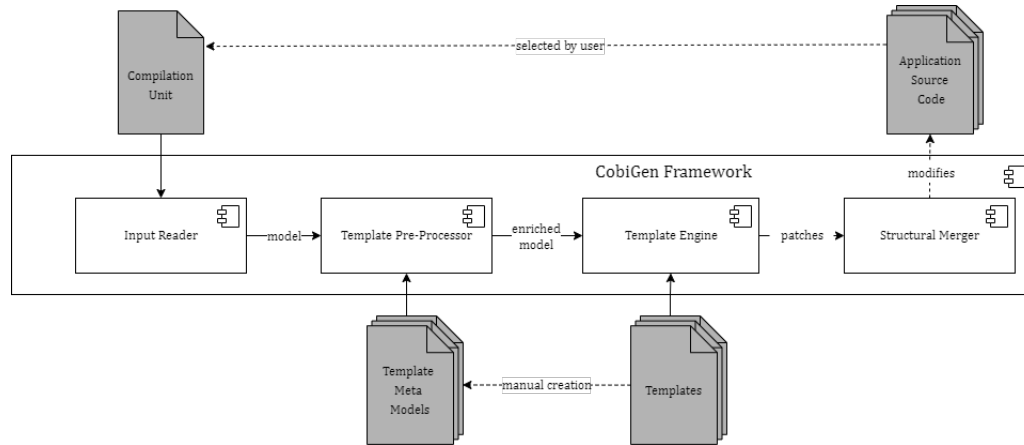 Compilation
Unit
selected by user
Application
Source
Code
CobiGen Framework
modifies
Input Reader
model
Template Pre-Processor
enriched
model
Template Engine
patches
Structural Merger
Template
Meta
Models
manual creation
Templates